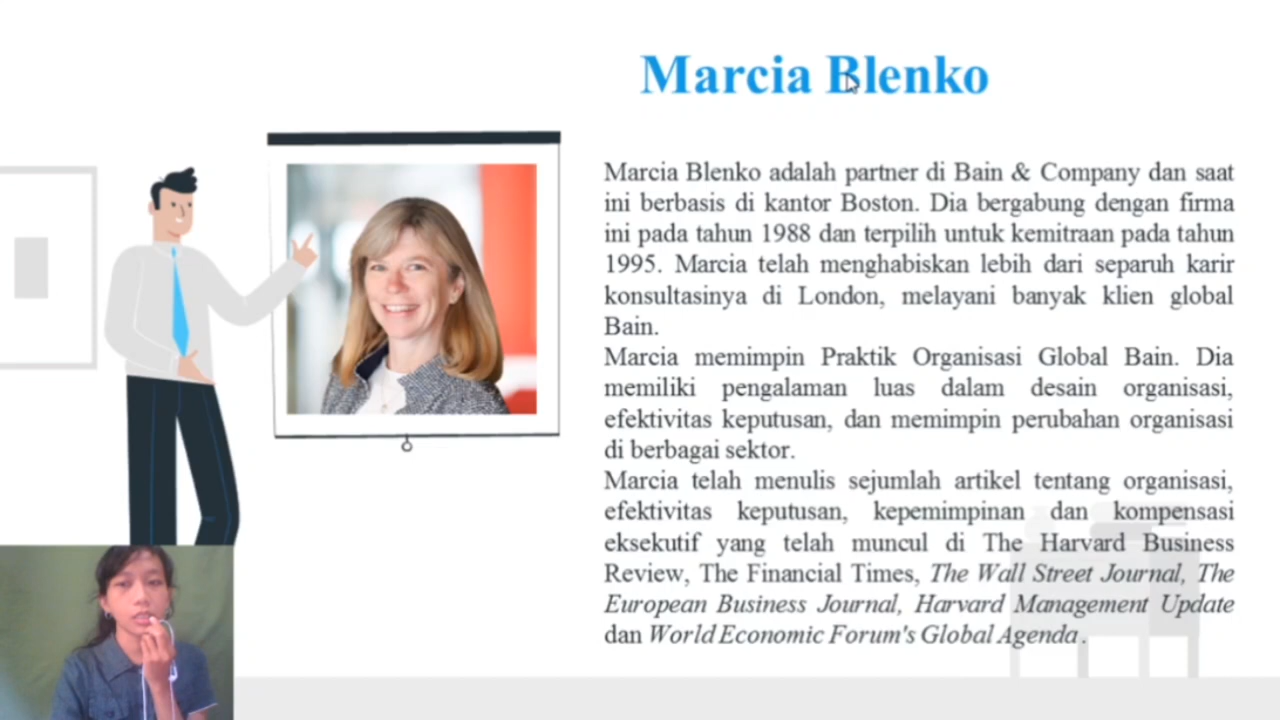 Marcia Blenko
Marcia Blenko adalah partner di Bain & Company dan saat
ini berbasis di kantor Boston. Dia bergabung dengan firma
ini pada tahun 1988 dan terpilih untuk kemitraan pada tahun
1995. Marcia telah menghabiskan lebih dari separuh karir
konsultasinya di London, melayani banyak klien global
Bain.
Marcia memimpin Praktik Organisasi Global Bain. Dia
memiliki pengalaman luas dalam desain organisasi,
efektivitas keputusan, dan memimpin perubahan organisasi
di berbagai sektor.
Marcia telah menulis sejumlah artikel tentang organisasi,
efektivitas keputusan, kepemimpinan dan kompensasi
eksekutif yang telah muncul di The Harvard Business
Review, The Financial Times, The Wall Street Journal, The
European Business Journal, Harvard Management Update
dan World Economic Forum's Global Agenda .